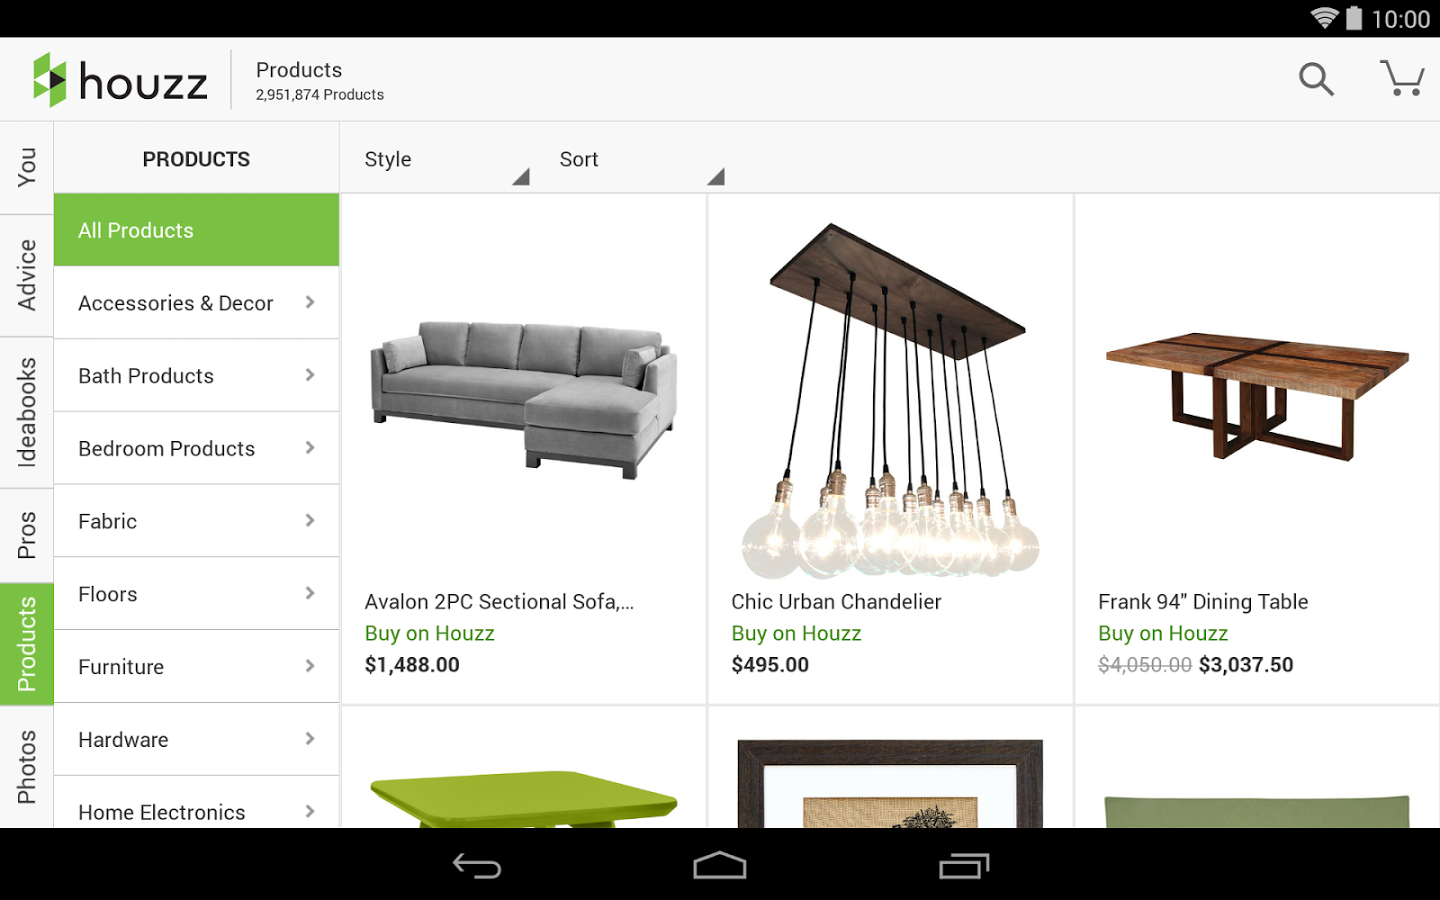 10:00
houzz
Products
2,951,874 Products
You
Advice
Ideabooks
Pros
Products
Photos
PRODUCTS
All Products
Accessories & Decor
Bath Products
Bedroom Products
Fabric
Floors
Furniture
Hardware
Home Electronics
Style
Sort
Avalon 2PC Sectional Sofa,...
Buy on Houzz
$1,488.00
Chic Urban Chandelier
Buy on Houzz
$495.00
Frank 94" Dining Table
Buy on Houzz
$4,050.00 $3,037.50